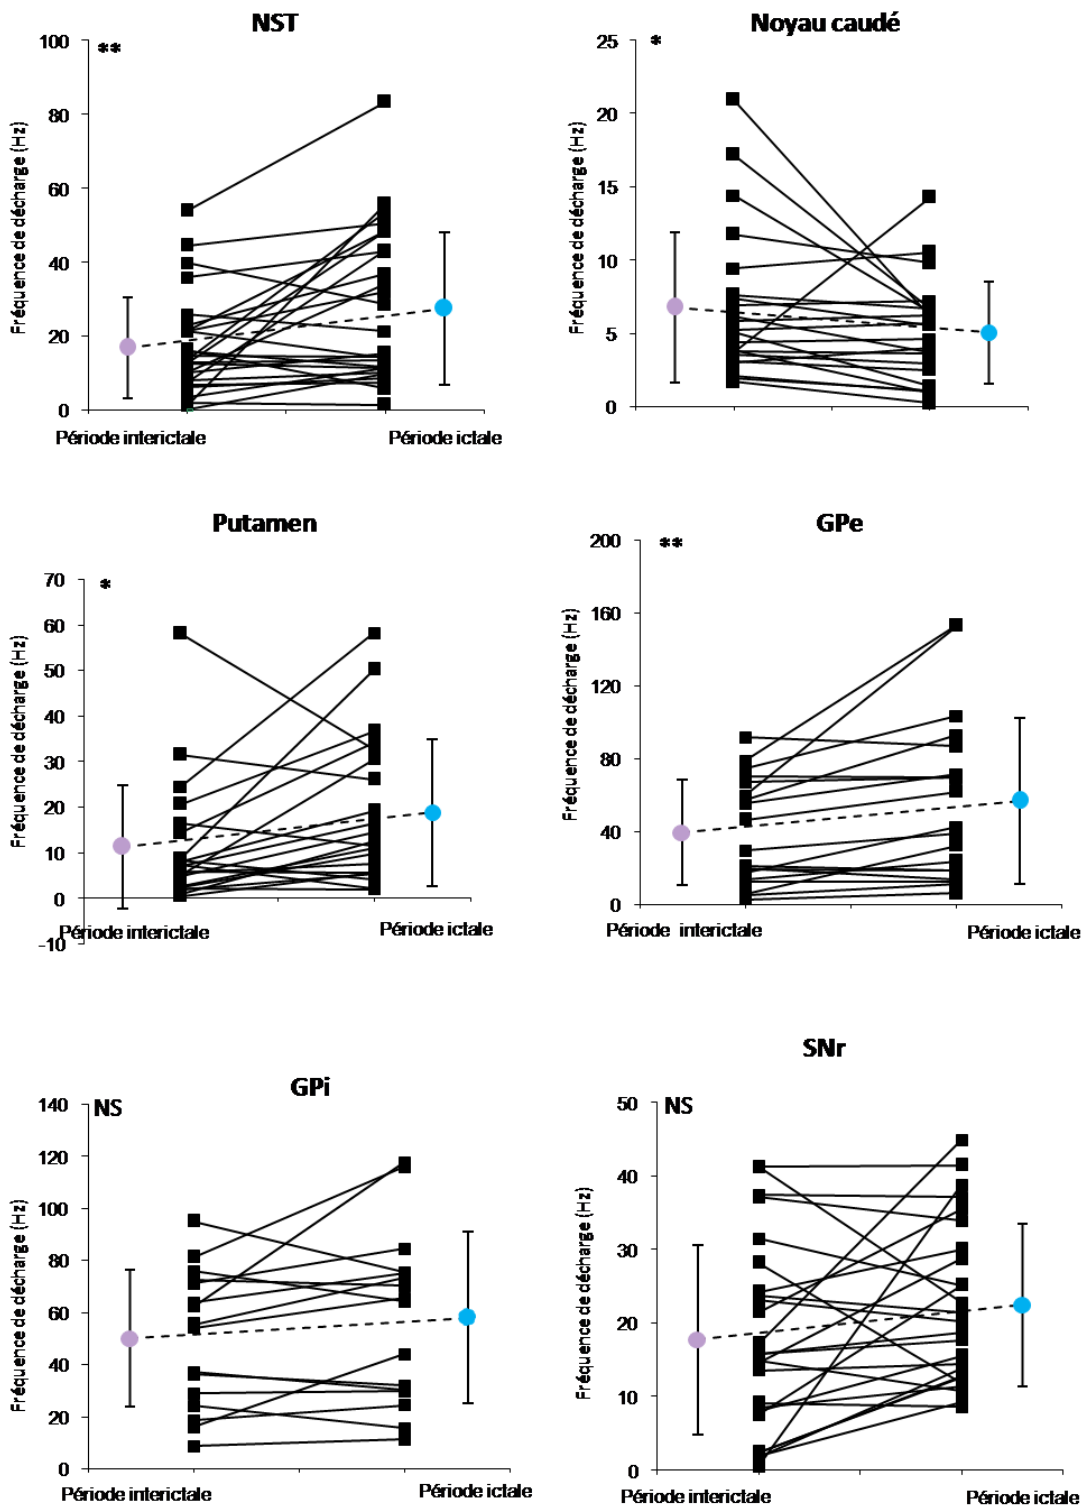 NST
**
100
80
60
40
20
0
Fréquence de décharge (Hz)
Période interictale
Période ictale
Noyau caudé
*
25
20
15
10
5
0
Fréquence de décharge (Hz)
Putamen
*
70
60
50
40
30
20
10
0
-10
Fréquence de décharge (Hz)
Période interictale
Période ictale
GPe
**
200
160
120
80
40
0
Fréquence de décharge (Hz)
Période interictale
Période ictale
GPi
NS
140
120
100
80
60
40
20
0
Fréquence de décharge (Hz)
Période interictale
Période ictale
SNr
NS
50
40
30
20
10
0
Fréquence de décharge (Hz)
Période interictale
Période ictale